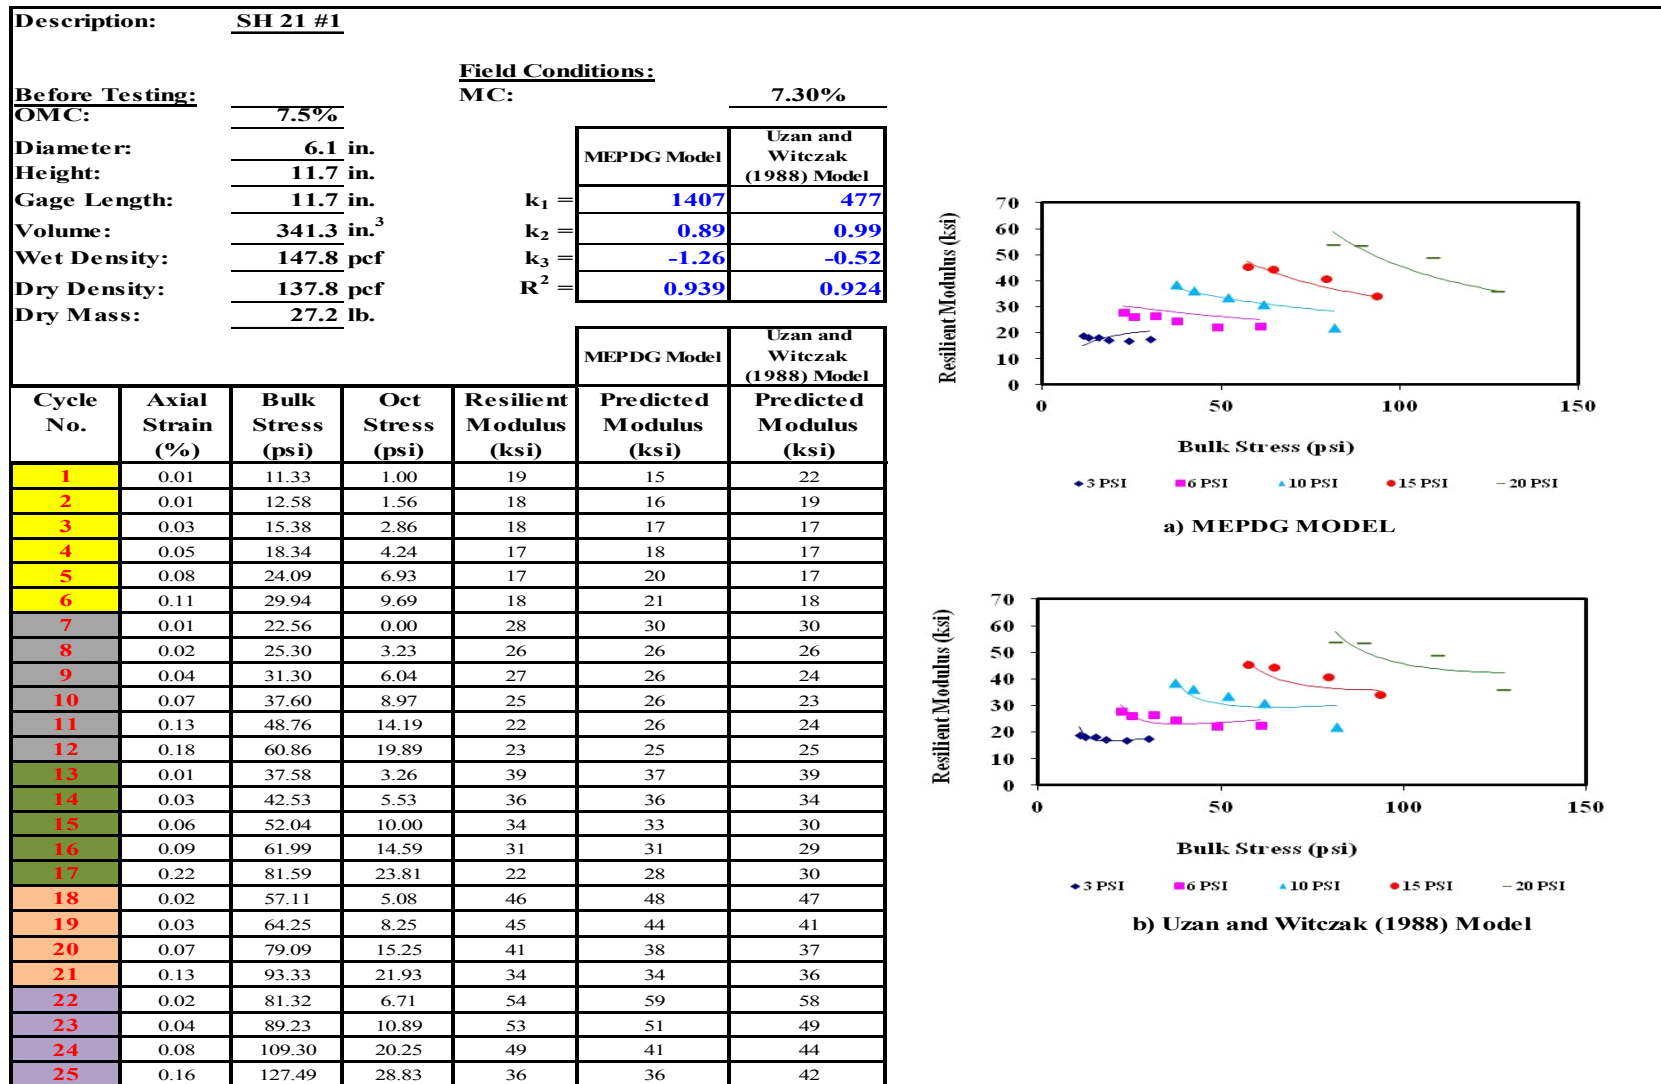 Description: SH 21 #1
Field Conditions:
Before Testing: MC: 7.30%
OMC: 7.5%
Diameter: 6.1 in.
Height: 11.7 in.
Gage Length: 11.7 in.
Volume: 341.3 in.³
Wet Density: 147.8 pcf
Dry Density: 137.8 pcf
Dry Mass: 27.2 lb.
MEPDG Model
Uzan and
Witczak
(1988) Model
k₁ = 1407 477
k₂ = 0.89 0.99
k₃ = -1.26 -0.52
R² = 0.939 0.924
MEPDG Model
Uzan and
Witczak
(1988) Model
Cycle Axial Bulk Oct Resilient Predicted Predicted
No. Strain Stress Stress Modulus Modulus Modulus
(%) (psi) (psi) (ksi) (ksi) (ksi)
1 0.01 11.33 1.00 19 15 22
2 0.01 12.58 1.56 18 16 19
3 0.03 15.38 2.86 18 17 17
4 0.05 18.34 4.24 17 18 17
5 0.08 24.09 6.93 17 20 17
6 0.11 29.94 9.69 18 21 18
7 0.01 22.56 0.00 28 30 30
8 0.02 25.30 3.23 26 26 26
9 0.04 31.30 6.04 27 26 24
10 0.07 37.60 8.97 25 26 23
11 0.13 48.76 14.19 22 26 24
12 0.18 60.86 19.89 23 25 25
13 0.01 37.58 3.26 39 37 39
14 0.03 42.53 5.53 36 36 34
15 0.06 52.04 10.00 34 33 30
16 0.09 61.99 14.59 31 31 29
17 0.22 81.59 23.81 22 28 30
18 0.02 57.11 5.08 46 48 47
19 0.03 64.25 8.25 45 44 41
20 0.07 79.09 15.25 41 38 37
21 0.13 93.33 21.93 34 34 36
22 0.02 81.32 6.71 54 59 58
23 0.04 89.23 10.89 53 51 49
24 0.08 109.30 20.25 49 41 44
25 0.16 127.49 28.83 36 36 42
Resilient Modulus (ksi)
70
60
50
40
30
20
10
0
0 50 100 150
Bulk Stress (psi)
3 PSI 6 PSI 10 PSI 15 PSI 20 PSI
a) MEPDG MODEL
Resilient Modulus (ksi)
70
60
50
40
30
20
10
0
0 50 100 150
Bulk Stress (psi)
3 PSI 6 PSI 10 PSI 15 PSI 20 PSI
b) Uzan and Witczak (1988) Model